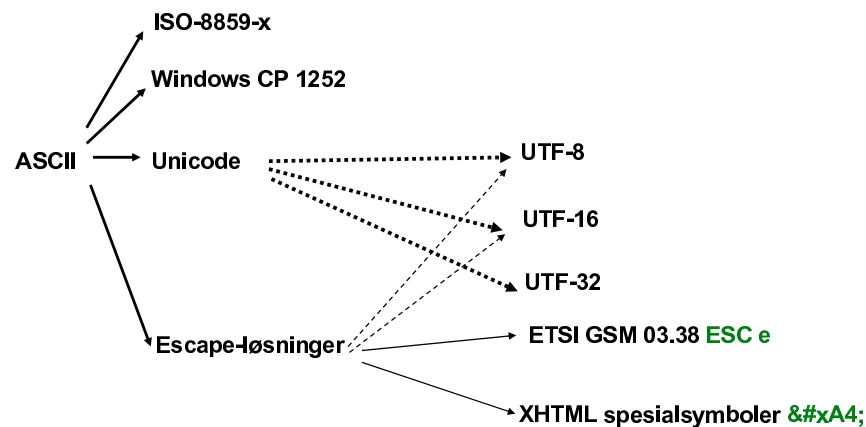 ISO-8859-x
Windows CP 1252
ASCII
Unicode
UTF-8
UTF-16
UTF-32
Escape-løsninger
ETSI GSM 03.38 ESC e
XHTML spesialsymboler &#xA4;